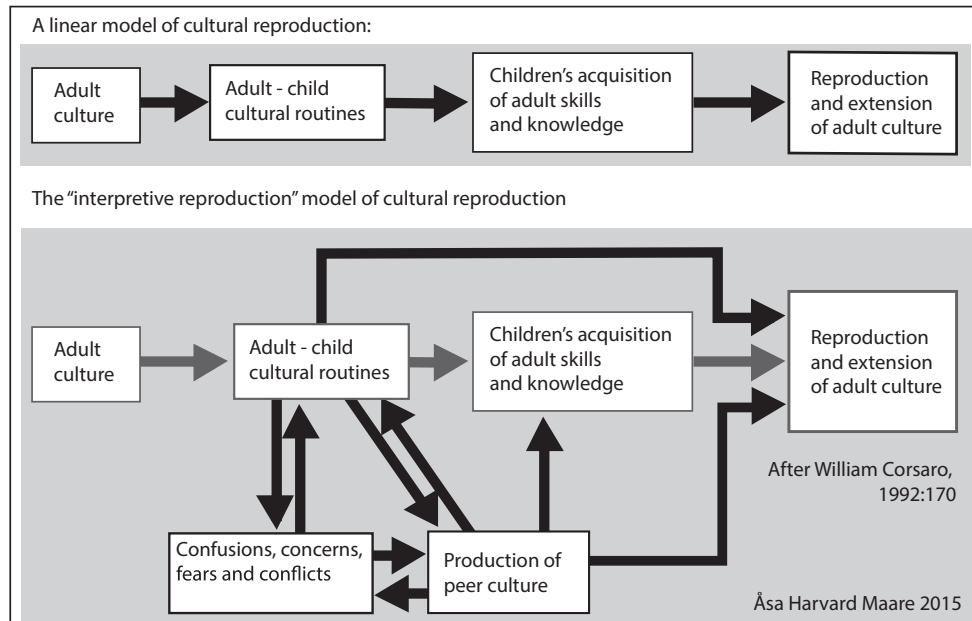 A linear model of cultural reproduction:
Adult
culture
Adult - child
cultural routines
Children's acquisition
of adult skills
and knowledge
Reproduction
and extension
of adult culture
The "interpretive reproduction" model of cultural reproduction
Adult
culture
Adult - child
cultural routines
Children's acquisition
of adult skills
and knowledge
Reproduction
and extension
of adult culture
After William Corsaro,
1992:170
Confusions, concerns,
fears and conflicts
Production of
peer culture
Åsa Harvard Maare 2015